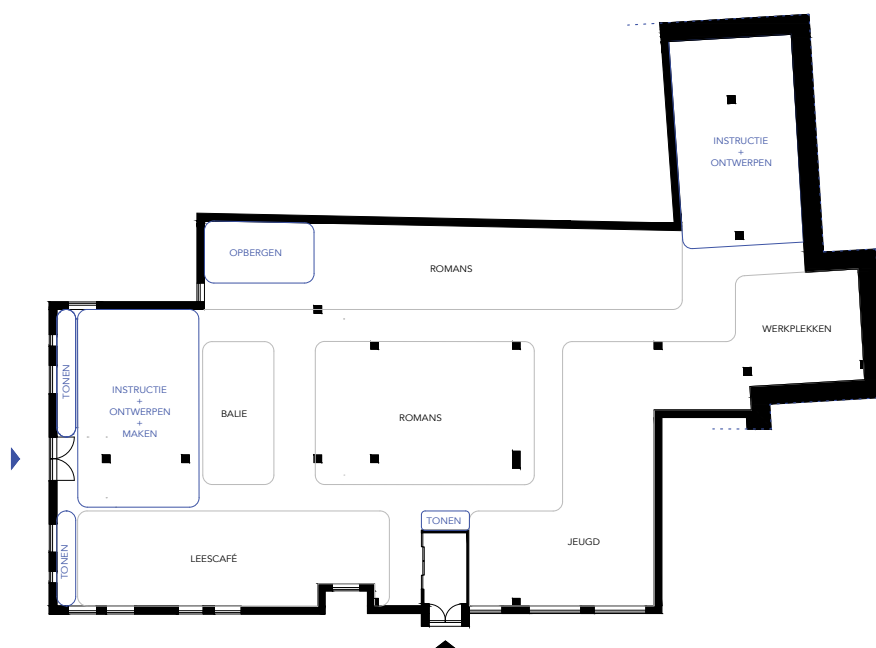 INSTRUCTIE
+
ONTWERPEN
OPBERGEN
ROMANS
WERKPLEKKEN
TONEN
INSTRUCTIE
+
ONTWERPEN
+
MAKEN
BALIE
ROMANS
TONEN
TONEN
LEESCAFÉ
JEUGD